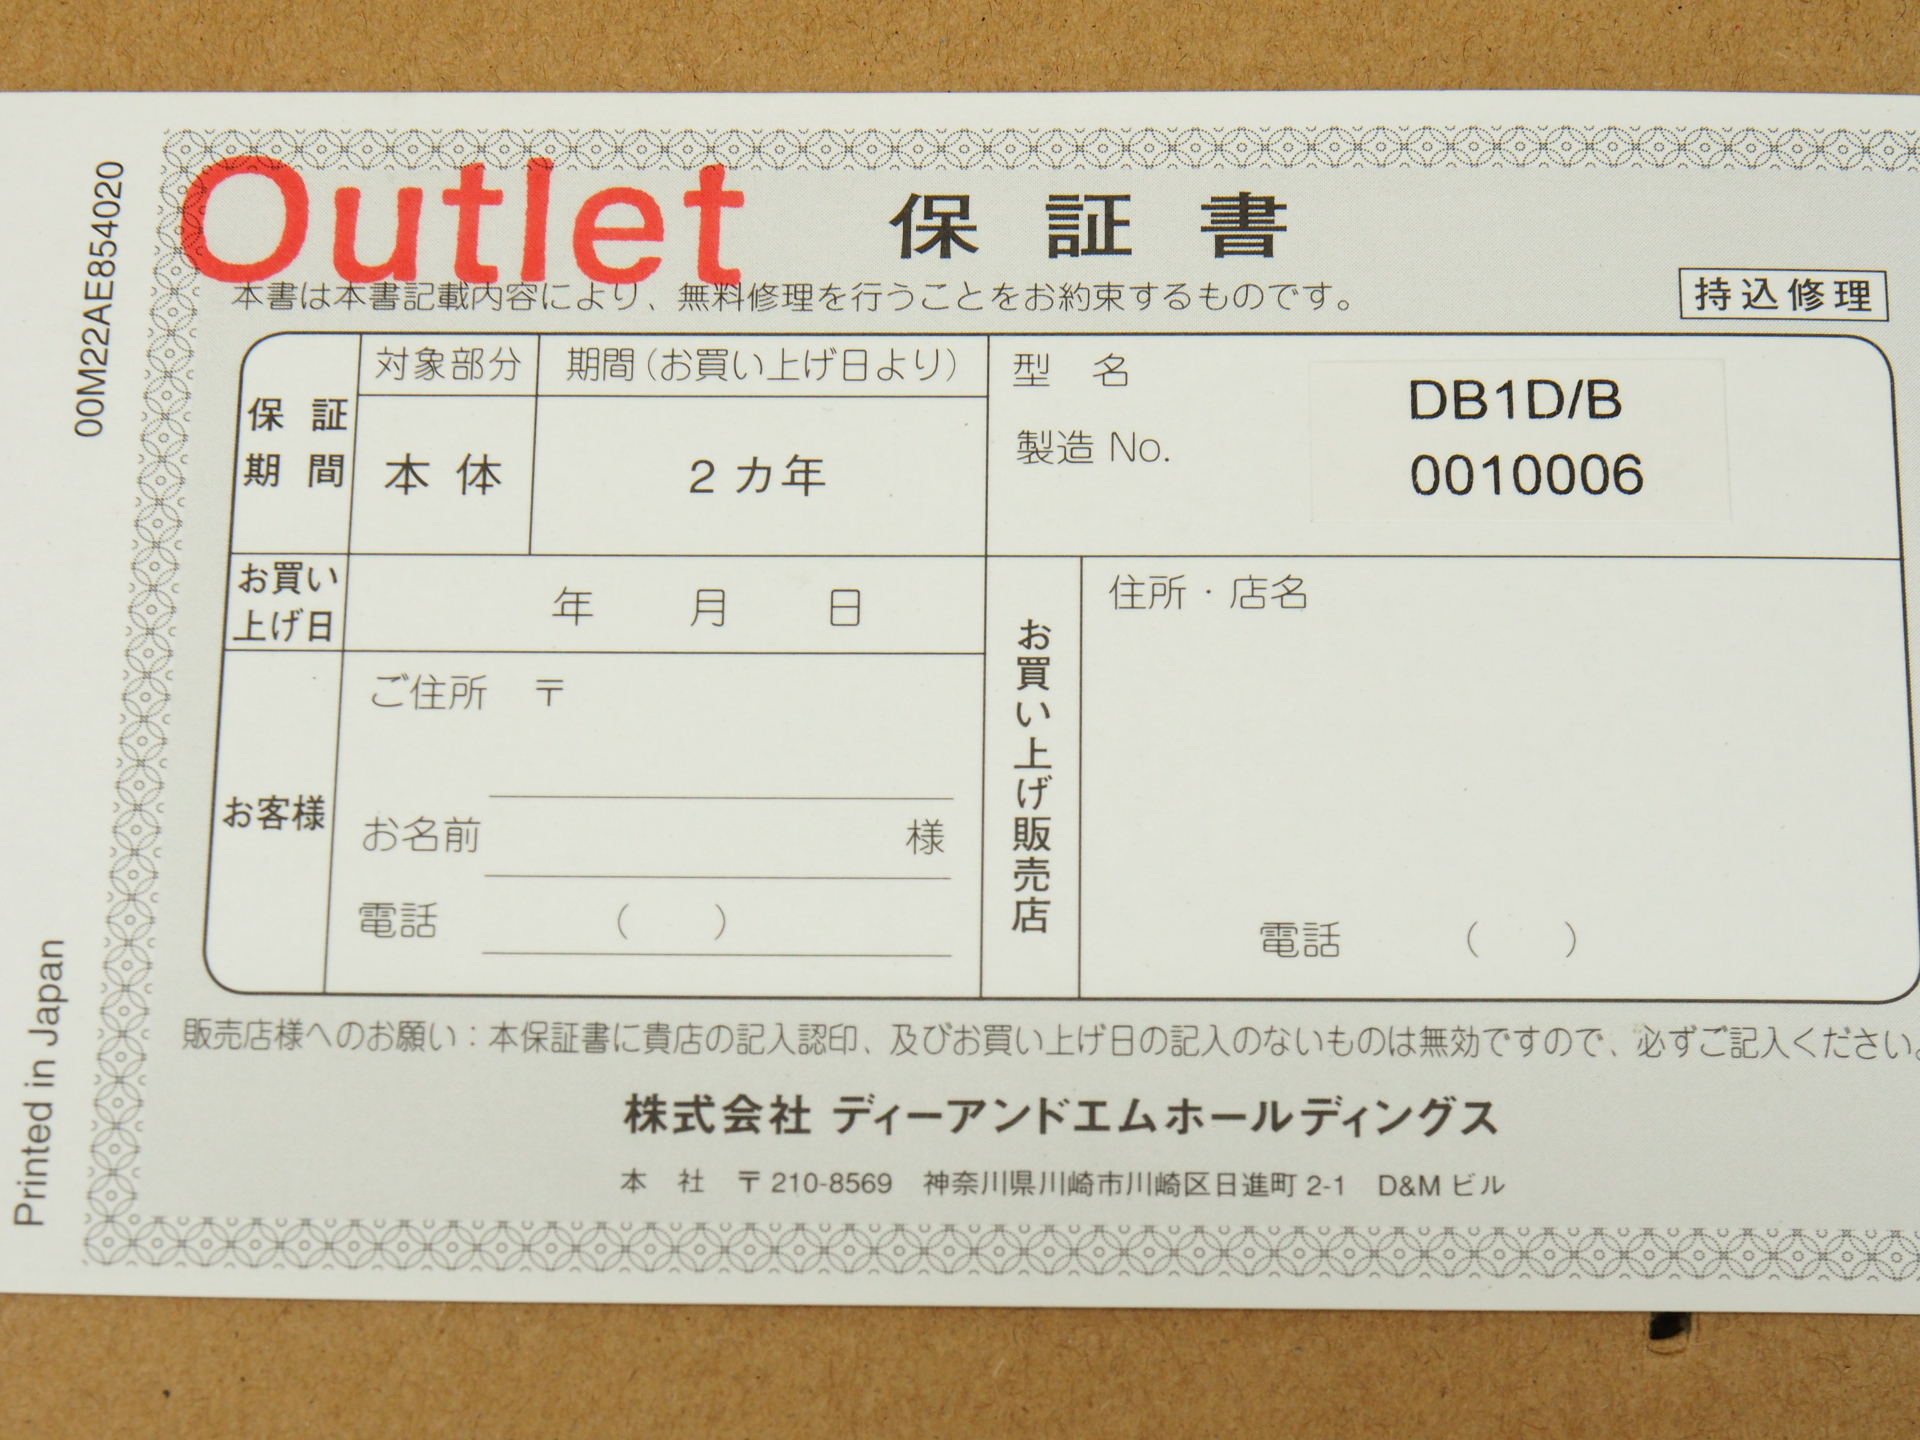 00M22AE854020
Outlet
保証書
本書は本書記載内容により、無料修理を行うことをお約束するものです。
持込修理
保証期間
対象部分
期間（お買い上げ日より）
本体
2カ年
型 名
DB1D/B
製造 No.
0010006
お買い上げ日
年 月 日
お客様
ご住所 〒
お名前 様
電話 （ ）
お買い上げ販売店
住所・店名
電話 （ ）
販売店様へのお願い：本保証書に貴店の記入認印、及びお買い上げ日の記入のないものは無効ですので、必ずご記入ください。
株式会社 ディーアンドエムホールディングス
本 社 〒210-8569 神奈川県川崎市川崎区日進町 2-1 D&M ビル
Printed in Japan